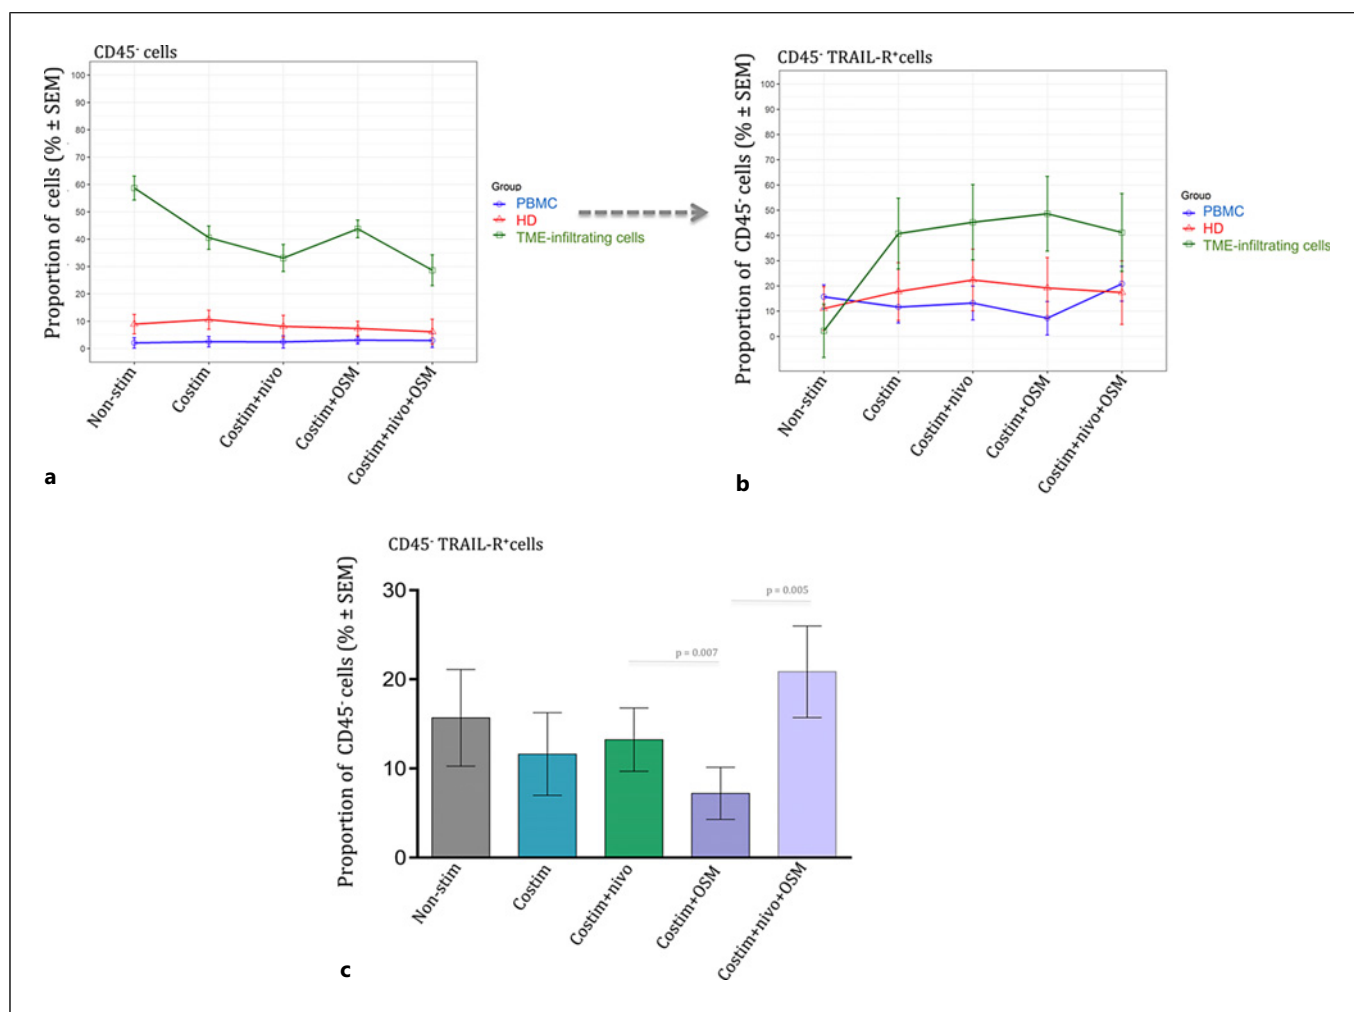 CD45- cells
Proportion of cells (% ± SEM)
100
90
80
70
60
50
40
30
20
10
0
Non-stim
Costim
Costim+nivo
Costim+OSM
Costim+nivo+OSM
Group
PBMC
HD
TME-infiltrating cells
a
CD45- TRAIL-R+cells
Proportion of CD45- cells (% ± SEM)
100
90
80
70
60
50
40
30
20
10
0
Non-stim
Costim
Costim+nivo
Costim+OSM
Costim+nivo+OSM
Group
PBMC
HD
TME-infiltrating cells
b
CD45- TRAIL-R+cells
Proportion of CD45- cells (% ± SEM)
30
20
10
0
p = 0.005
p = 0.007
Non-stim
Costim
Costim+nivo
Costim+OSM
Costim+nivo+OSM
c